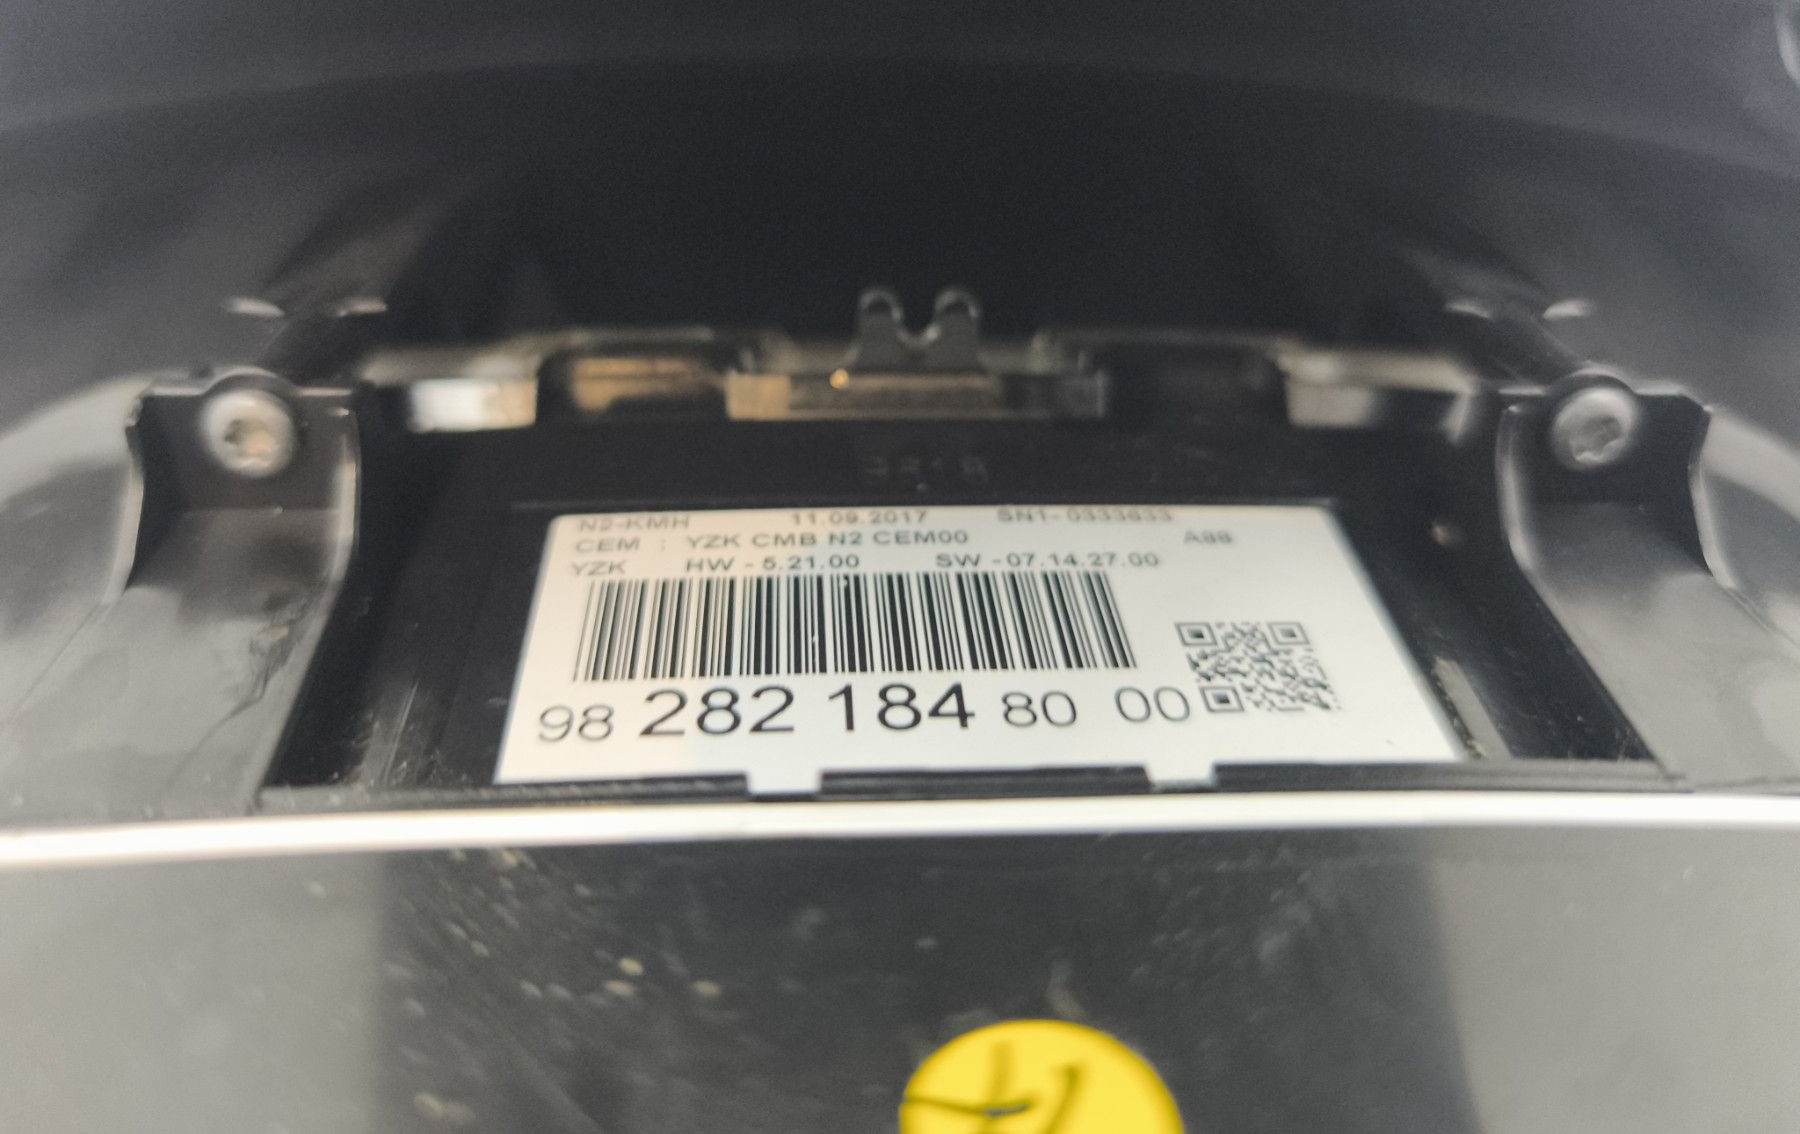 N2-KMH 11.09.2017 SN1-0333633
CEM : YZK CMB N2 CEM00 A88
YZK HW - 5.21.00 SW -07.14.27.00
98 282 184 80 00